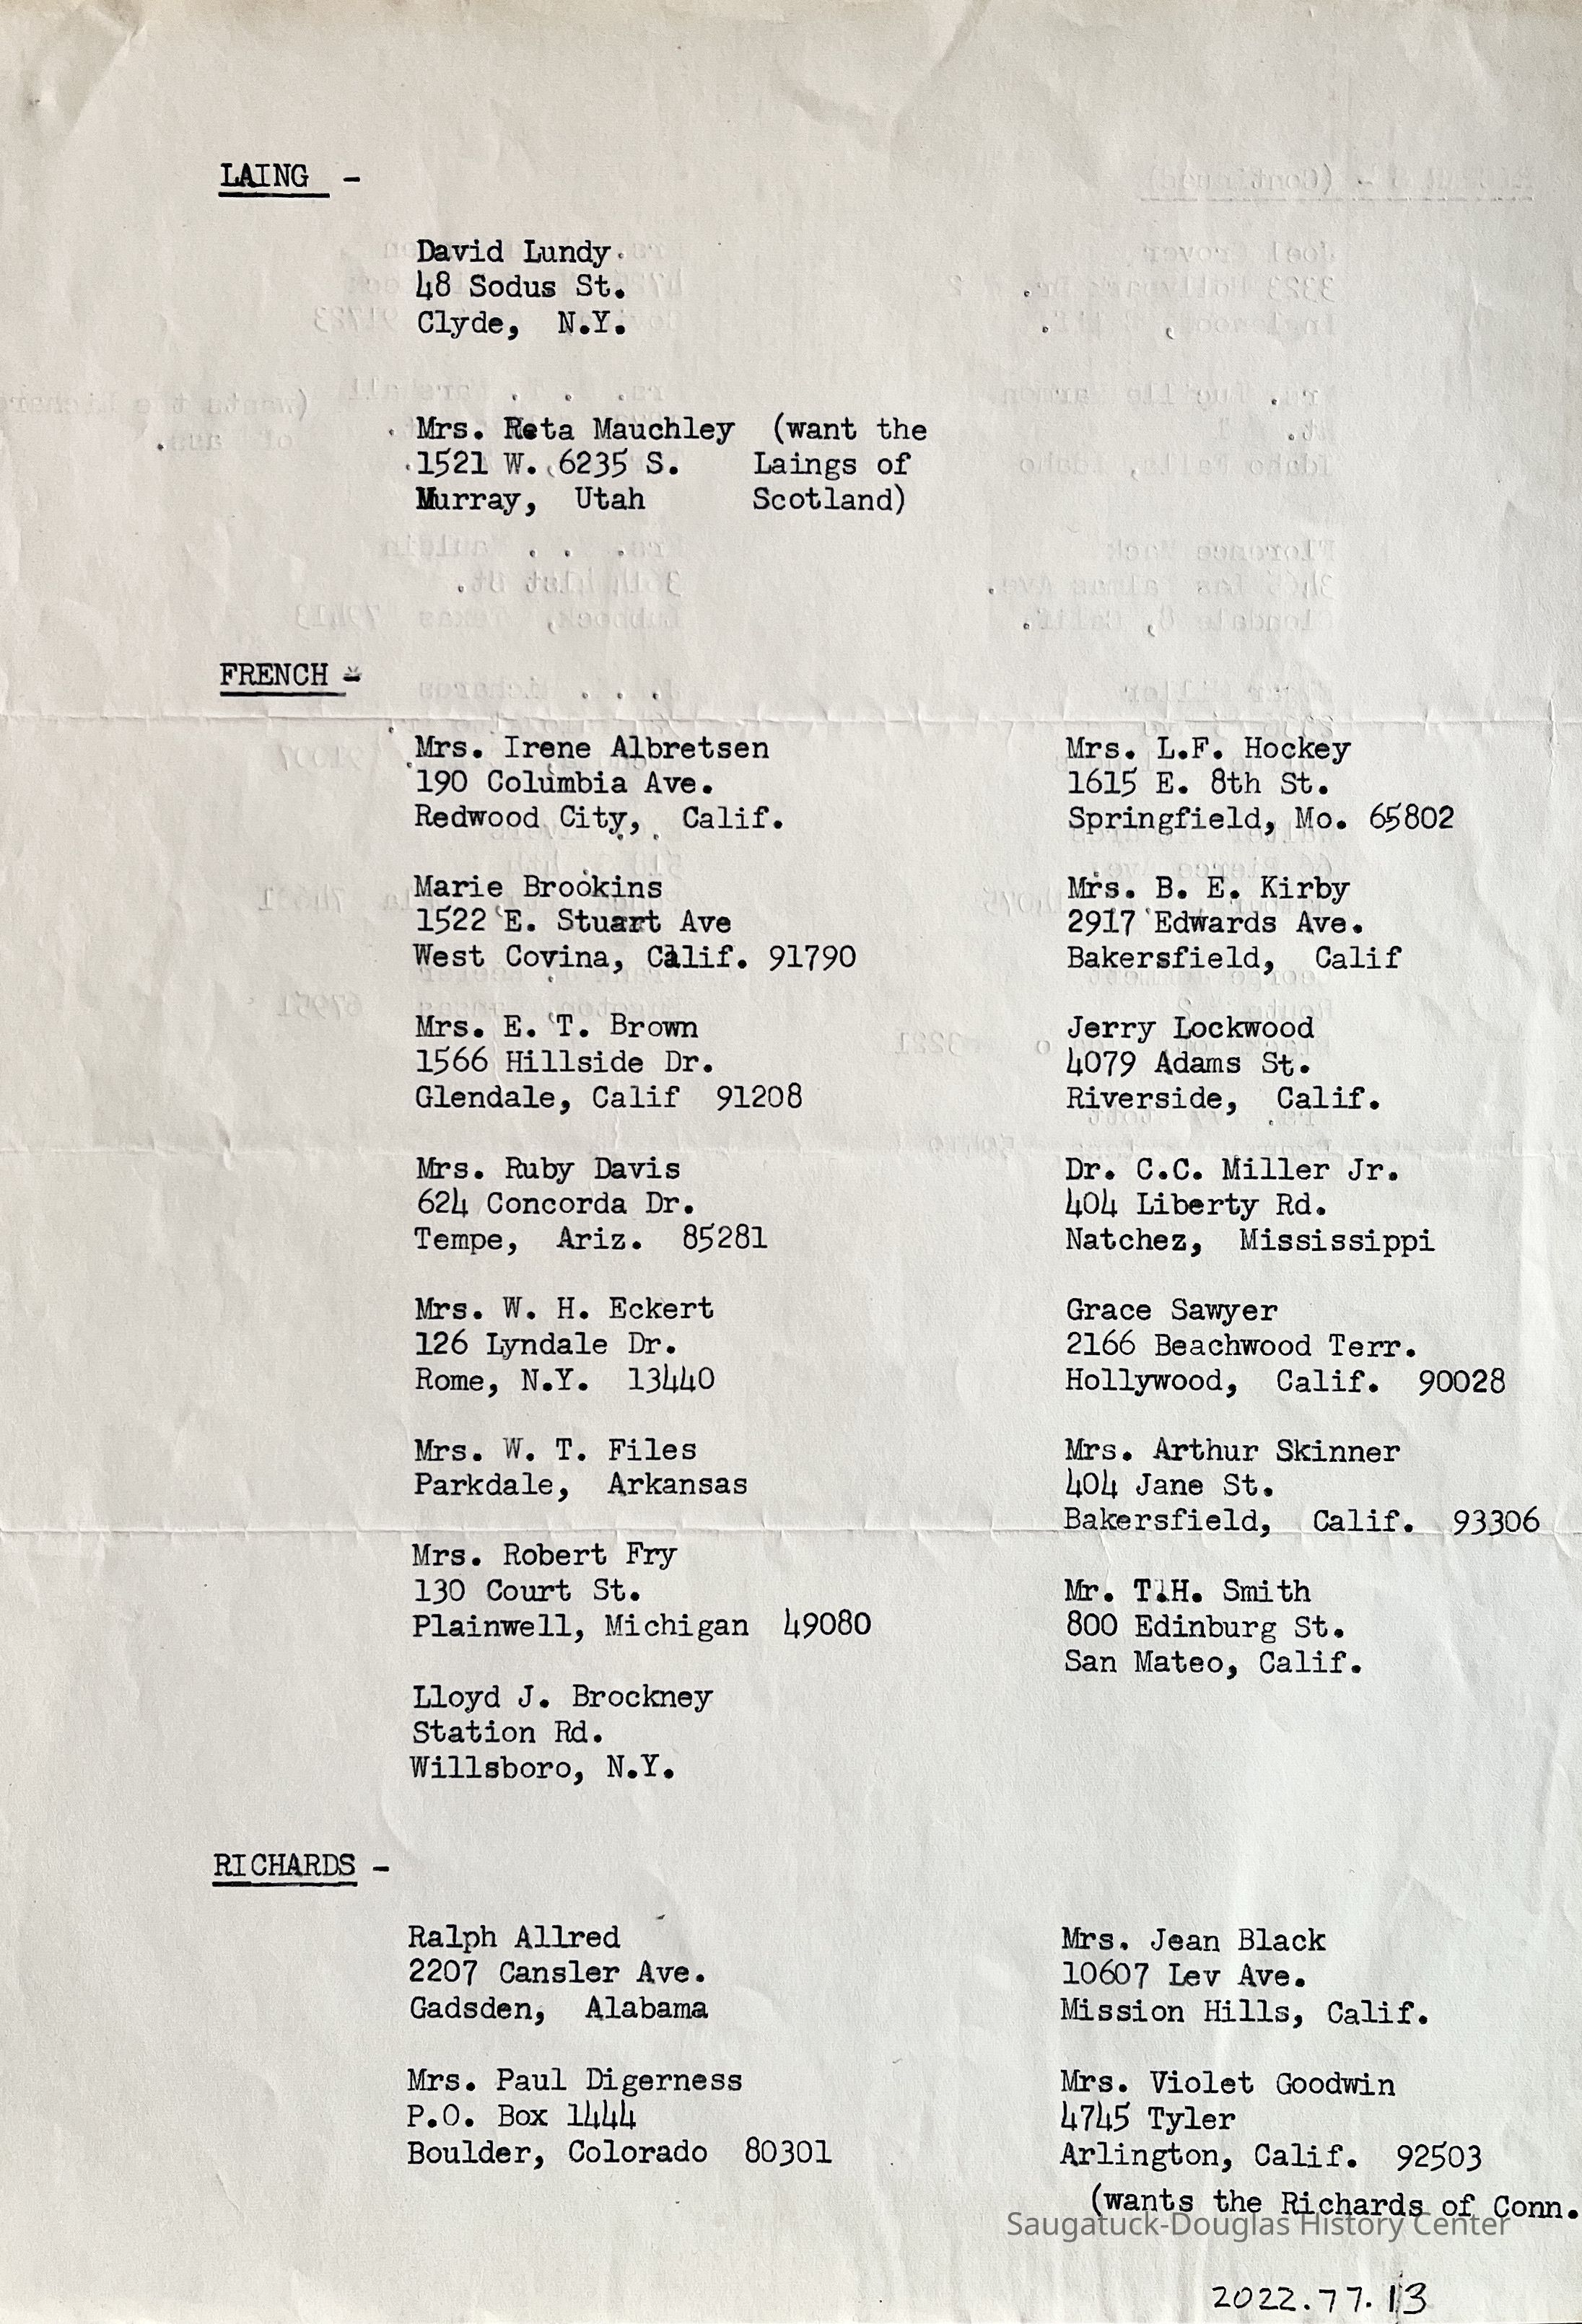 LAING -
David Lundy.
48 Sodus St.
Clyde, N.Y.
Mrs. Reta Mauchley (want the
1521 W. 6235 S. Laings of
Murray, Utah Scotland)
FRENCH -
Mrs. Irene Albretsen
190 Columbia Ave.
Redwood City, Calif.
Marie Brookins
1522 E. Stuart Ave
West Covina, Calif. 91790
Mrs. E. T. Brown
1566 Hillside Dr.
Glendale, Calif 91208
Mrs. Ruby Davis
624 Concorda Dr.
Tempe, Ariz. 85281
Mrs. W. H. Eckert
126 Lyndale Dr.
Rome, N.Y. 13440
Mrs. W. T. Files
Parkdale, Arkansas
Mrs. Robert Fry
130 Court St.
Plainwell, Michigan 49080
Lloyd J. Brockney
Station Rd.
Willsboro, N.Y.
Mrs. L.F. Hockey
1615 E. 8th St.
Springfield, Mo. 65802
Mrs. B. E. Kirby
2917 Edwards Ave.
Bakersfield, Calif
Jerry Lockwood
4079 Adams St.
Riverside, Calif.
Dr. C.C. Miller Jr.
404 Liberty Rd.
Natchez, Mississippi
Grace Sawyer
2166 Beachwood Terr.
Hollywood, Calif. 90028
Mrs. Arthur Skinner
404 Jane St.
Bakersfield, Calif. 93306
Mr. T.H. Smith
800 Edinburg St.
San Mateo, Calif.
RICHARDS -
Ralph Allred
2207 Cansler Ave.
Gadsden, Alabama
Mrs. Paul Digerness
P.O. Box 1444
Boulder, Colorado 80301
Mrs. Jean Black
10607 Lev Ave.
Mission Hills, Calif.
Mrs. Violet Goodwin
4745 Tyler
Arlington, Calif. 92503
(wants the Richards of Conn.
Saugatuck-Douglas History Center
2022.77.13